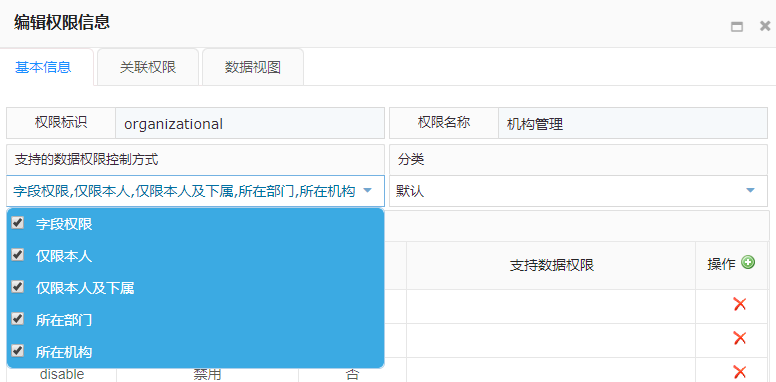 编辑权限信息
基本信息 关联权限 数据视图
权限标识 organizational 权限名称 机构管理
支持的数据权限控制方式 分类
字段权限,仅限本人,仅限本人及下属,所在部门,所在机构 默认
字段权限
仅限本人
支持数据权限 操作
仅限本人及下属
所在部门
所在机构
disable 禁用 否